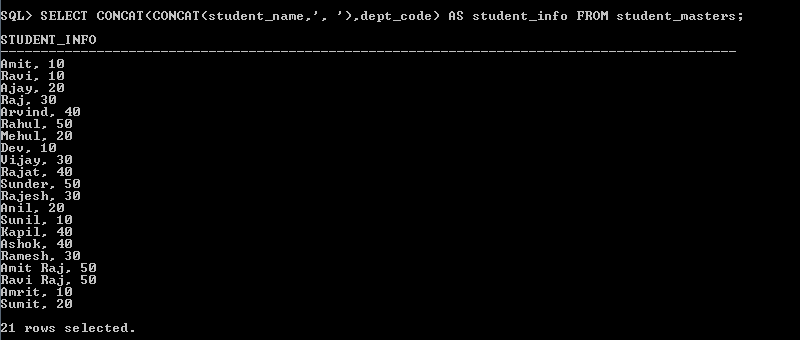 SQL> SELECT CONCAT(CONCAT(student_name,', '),dept_code) AS student_info FROM student_masters;
STUDENT_INFO
--------------------------------------------------------------------------------------------
Amit, 10
Ravi, 10
Ajay, 20
Raj, 30
Arvind, 40
Rahul, 50
Mehul, 20
Dev, 10
Vijay, 30
Rajat, 40
Sunder, 50
Rajesh, 30
Anil, 20
Sunil, 10
Kapil, 40
Ashok, 40
Ramesh, 30
Amit Raj, 50
Ravi Raj, 50
Amrit, 10
Sumit, 20
21 rows selected.